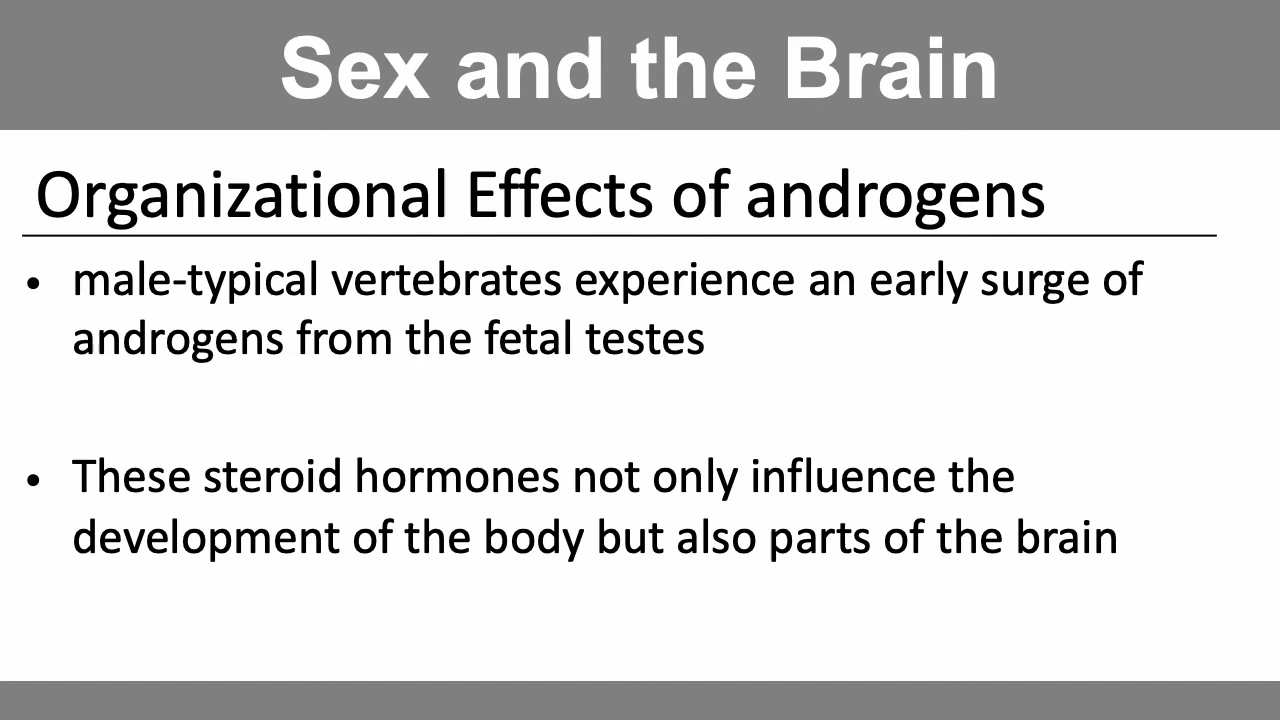 Sex and the Brain
Organizational Effects of androgens
• male-typical vertebrates experience an early surge of
androgens from the fetal testes
• These steroid hormones not only influence the
development of the body but also parts of the brain